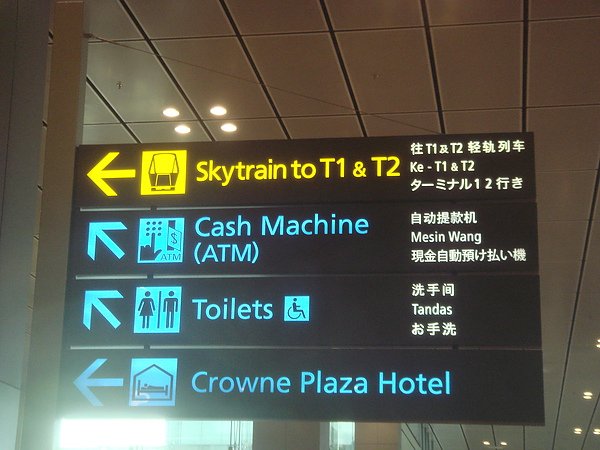 Skytrain to T1 & T2
往 T1 及 T2 轻轨列车
Ke - T1 & T2
ターミナル 1 2 行き
Cash Machine
(ATM)
ATM
$
自动提款机
Mesin Wang
現金自動預け払い機
Toilets
洗手间
Tandas
お手洗
Crowne Plaza Hotel